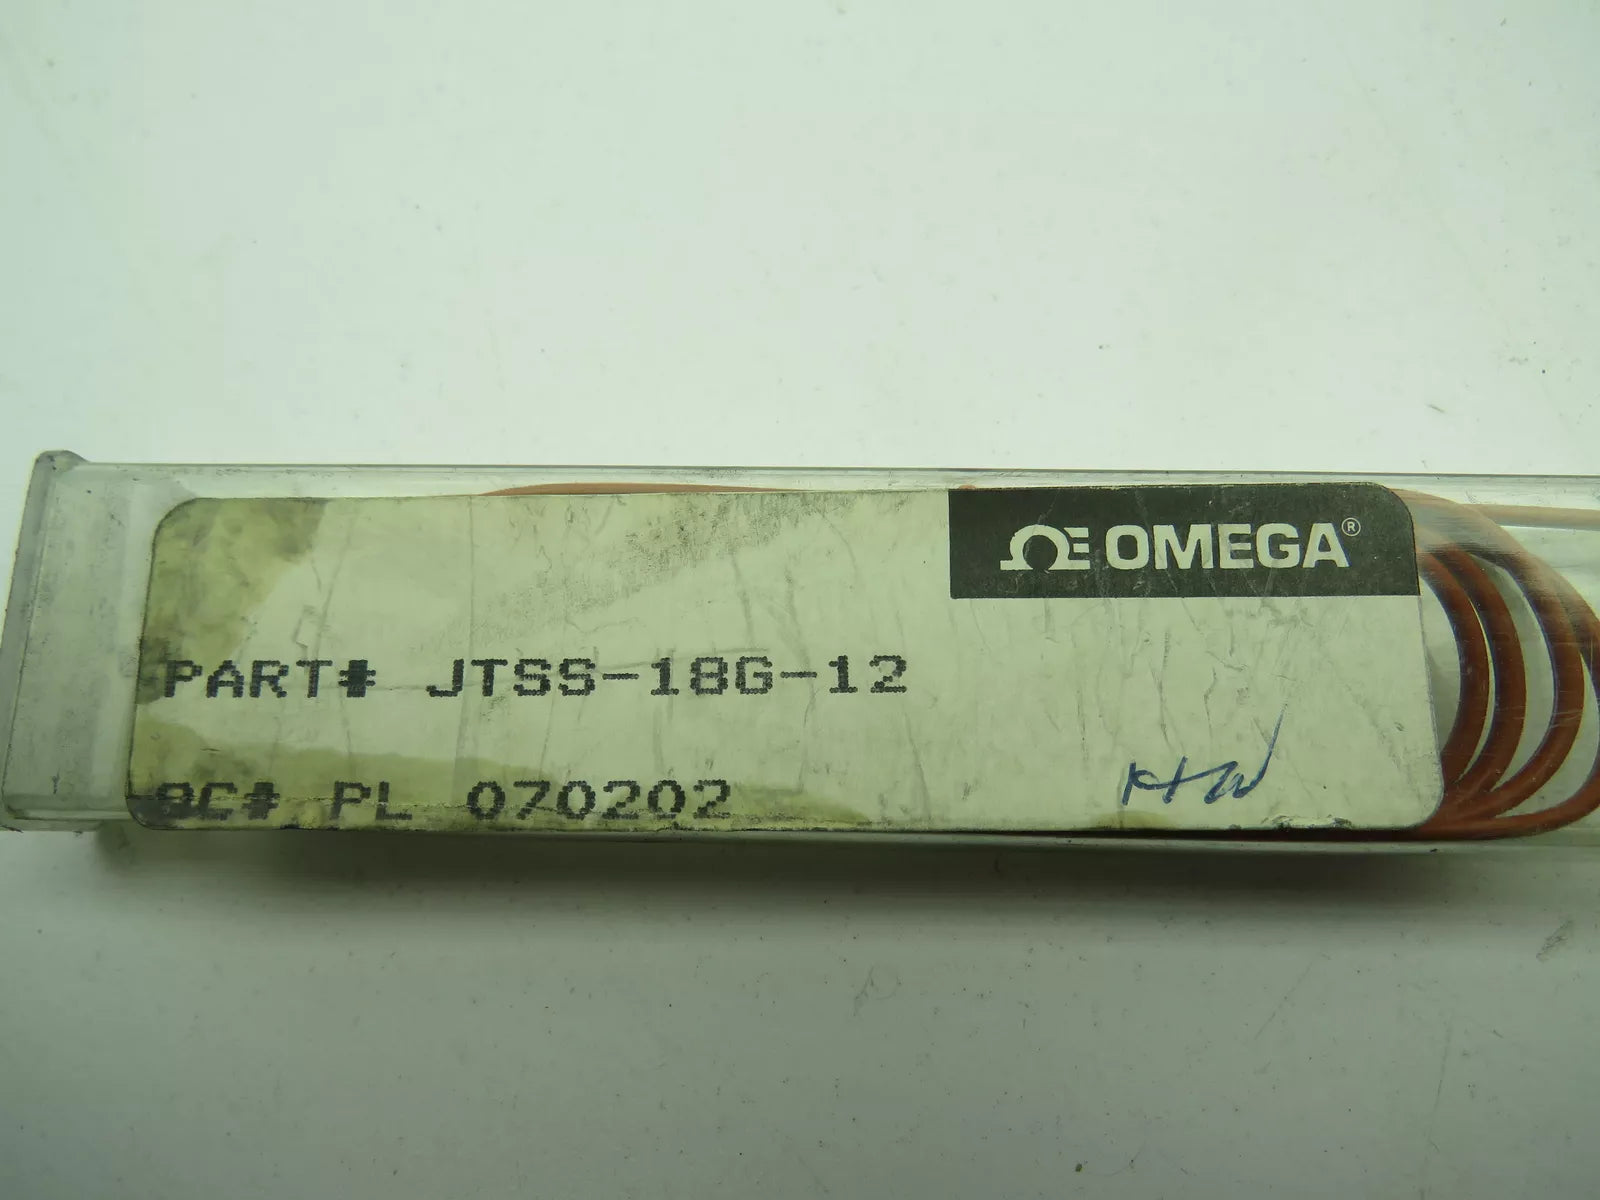 OMEGA®
PART# JTSS-18G-12
QC# PL 070202